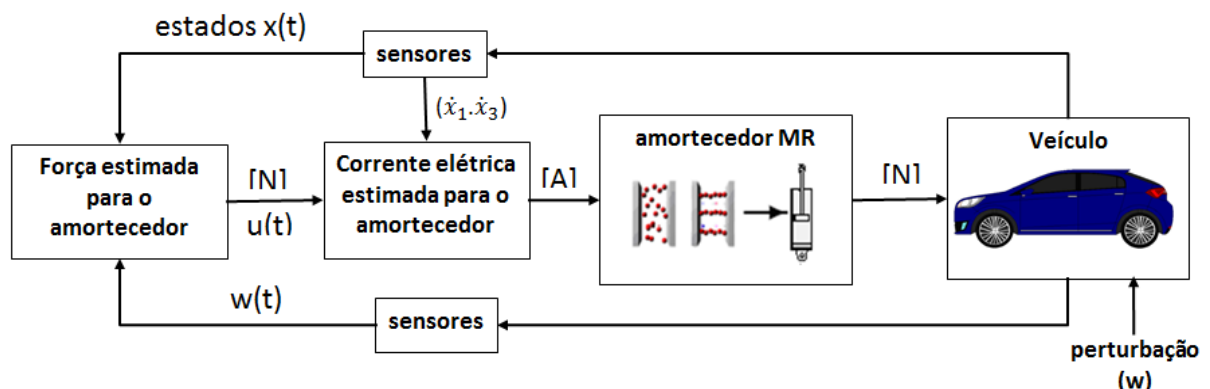 estados x(t)
sensores
(ẋ₁.ẋ₃)
Força estimada
para o
amortecedor
[N]
u(t)
Corrente elétrica
estimada para o
amortecedor
[A]
amortecedor MR
[N]
Veículo
w(t)
sensores
perturbação
(w)